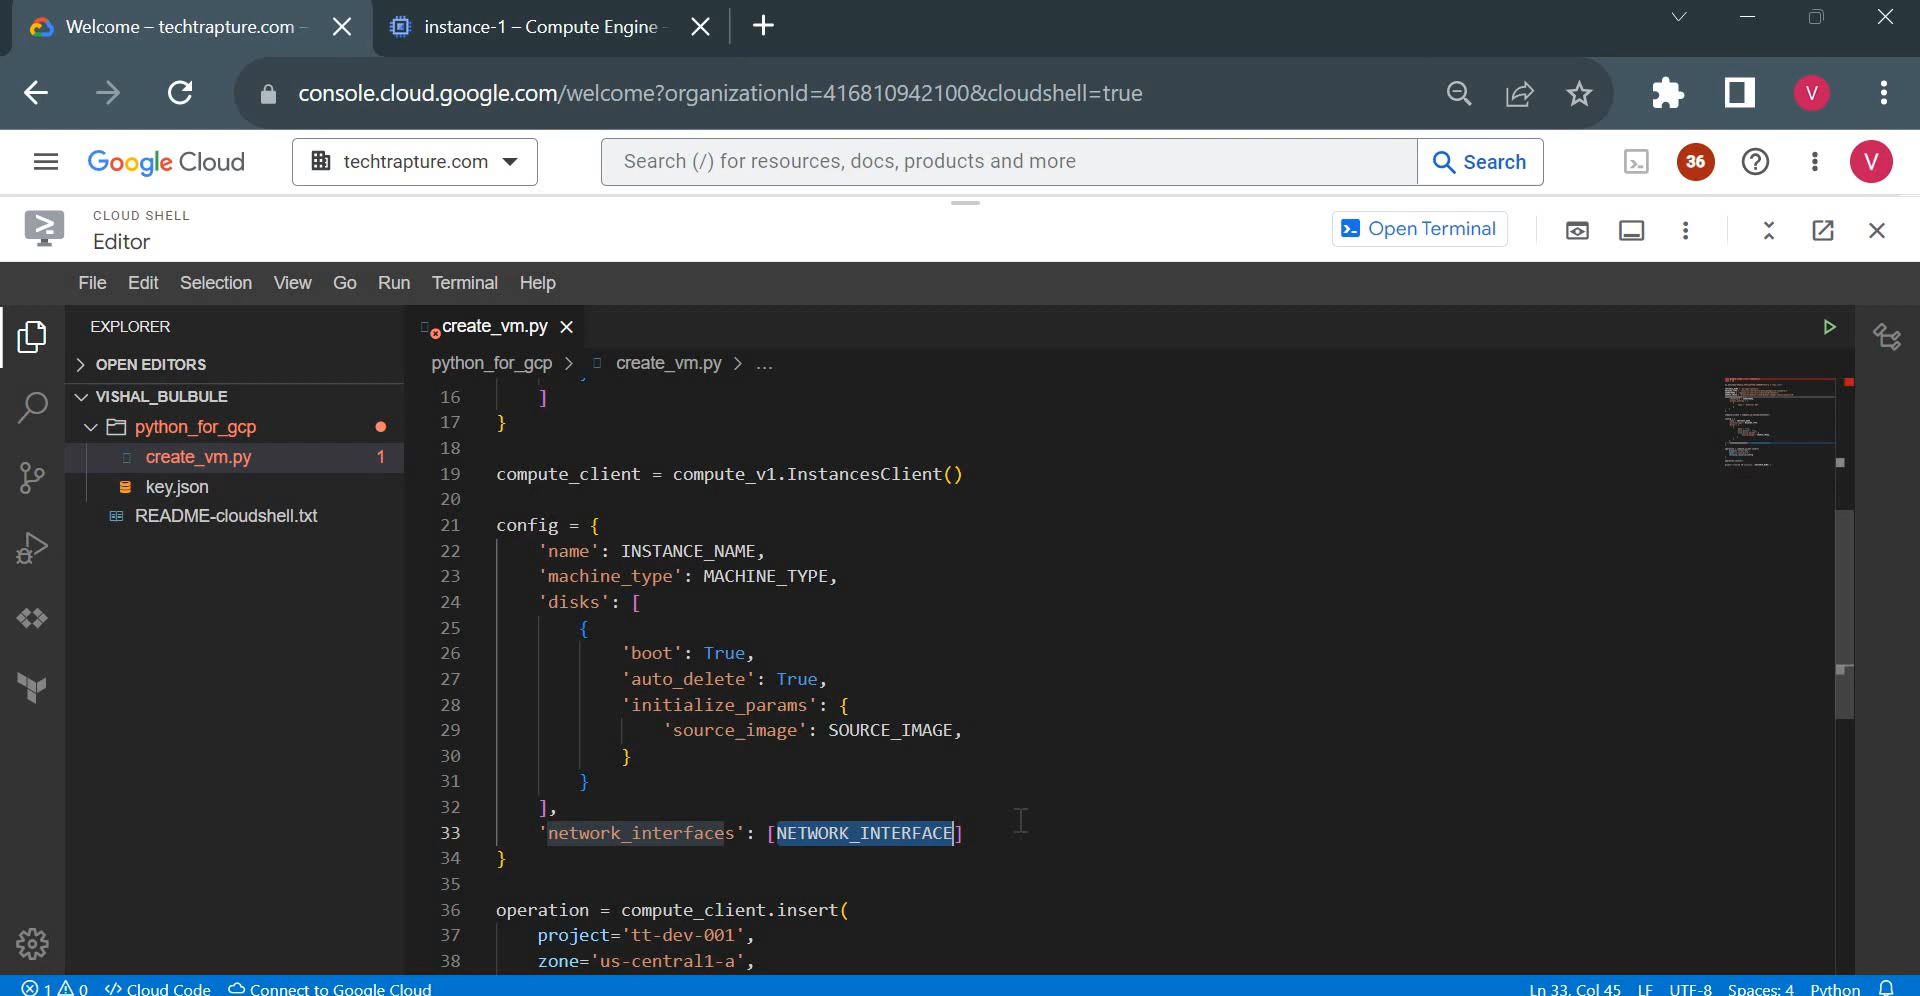 Welcome – techtrapture.com –
instance-1 – Compute Engine
console.cloud.google.com/welcome?organizationId=416810942100&cloudshell=true
V
Google Cloud
techtrapture.com
Search (/) for resources, docs, products and more
Search
36
V
CLOUD SHELL
Editor
Open Terminal
File Edit Selection View Go Run Terminal Help
EXPLORER
OPEN EDITORS
VISHAL_BULBULE
python_for_gcp
create_vm.py 1
key.json
README-cloudshell.txt
create_vm.py
python_for_gcp > create_vm.py > ...
16 ]
17 }
18
19 compute_client = compute_v1.InstancesClient()
20
21 config = {
22 'name': INSTANCE_NAME,
23 'machine_type': MACHINE_TYPE,
24 'disks': [
25 {
26 'boot': True,
27 'auto_delete': True,
28 'initialize_params': {
29 'source_image': SOURCE_IMAGE,
30 }
31 }
32 ],
33 'network_interfaces': [NETWORK_INTERFACE]
34 }
35
36 operation = compute_client.insert(
37 project='tt-dev-001',
38 zone='us-central1-a',
1 0 </> Cloud Code Connect to Google Cloud
Ln 33, Col 45 LF UTF-8 Spaces: 4 Python